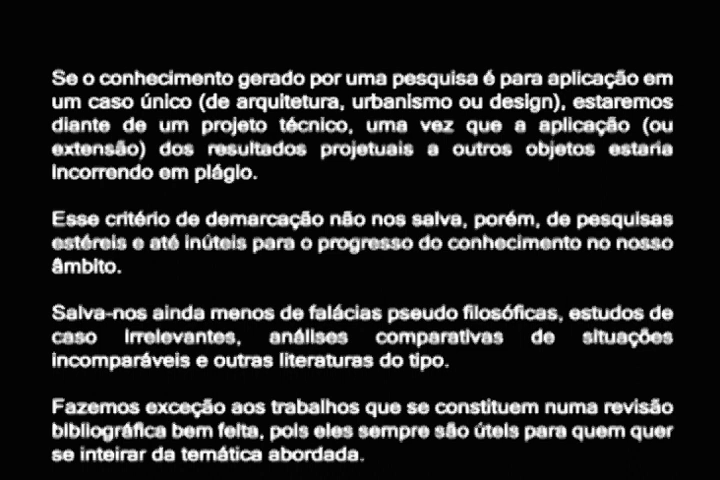 Se o conhecimento gerado por uma pesquisa é para aplicação em
um caso único (de arquitetura, urbanismo ou design), estaremos
diante de um projeto técnico, uma vez que a aplicação (ou
extensão) dos resultados projetuais a outros objetos estaria
incorrendo em plágio.
Esse critério de demarcação não nos salva, porém, de pesquisas
estéreis e até inúteis para o progresso do conhecimento no nosso
âmbito.
Salva-nos ainda menos de falácias pseudo filosóficas, estudos de
caso irrelevantes, análises comparativas de situações
incomparáveis e outras literaturas do tipo.
Fazemos exceção aos trabalhos que se constituem numa revisão
bibliográfica bem feita, pois eles sempre são úteis para quem quer
se inteirar da temática abordada.